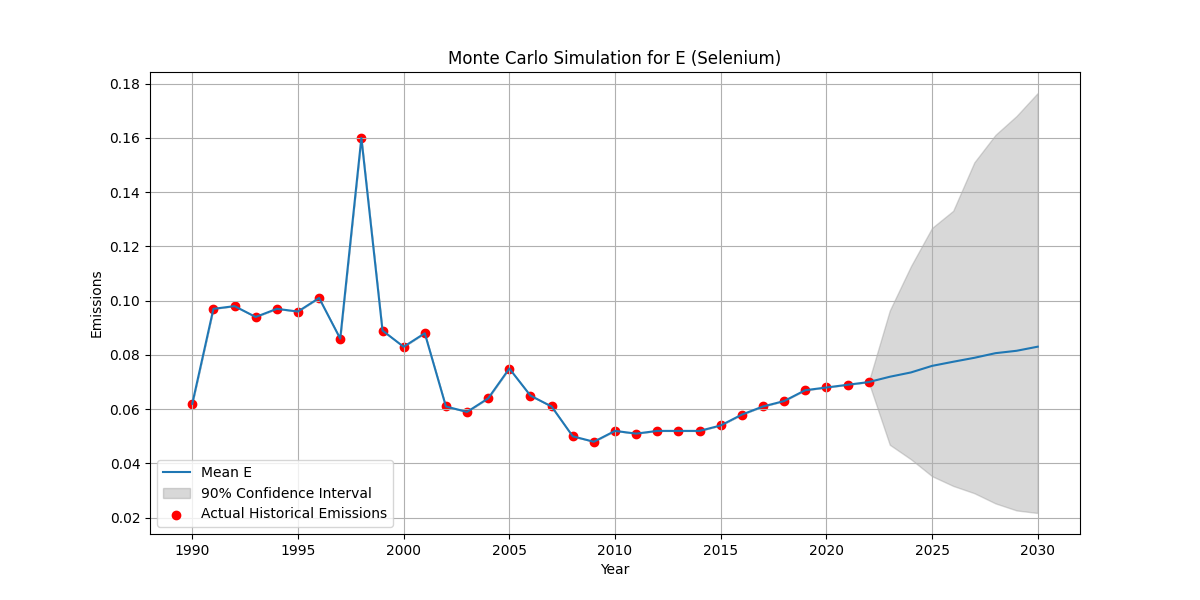 Monte Carlo Simulation for E (Selenium)
0.18
0.16
0.14
0.12
0.10
0.08
0.06
0.04
0.02
Emissions
Mean E
90% Confidence Interval
Actual Historical Emissions
1990 1995 2000 2005 2010 2015 2020 2025 2030
Year